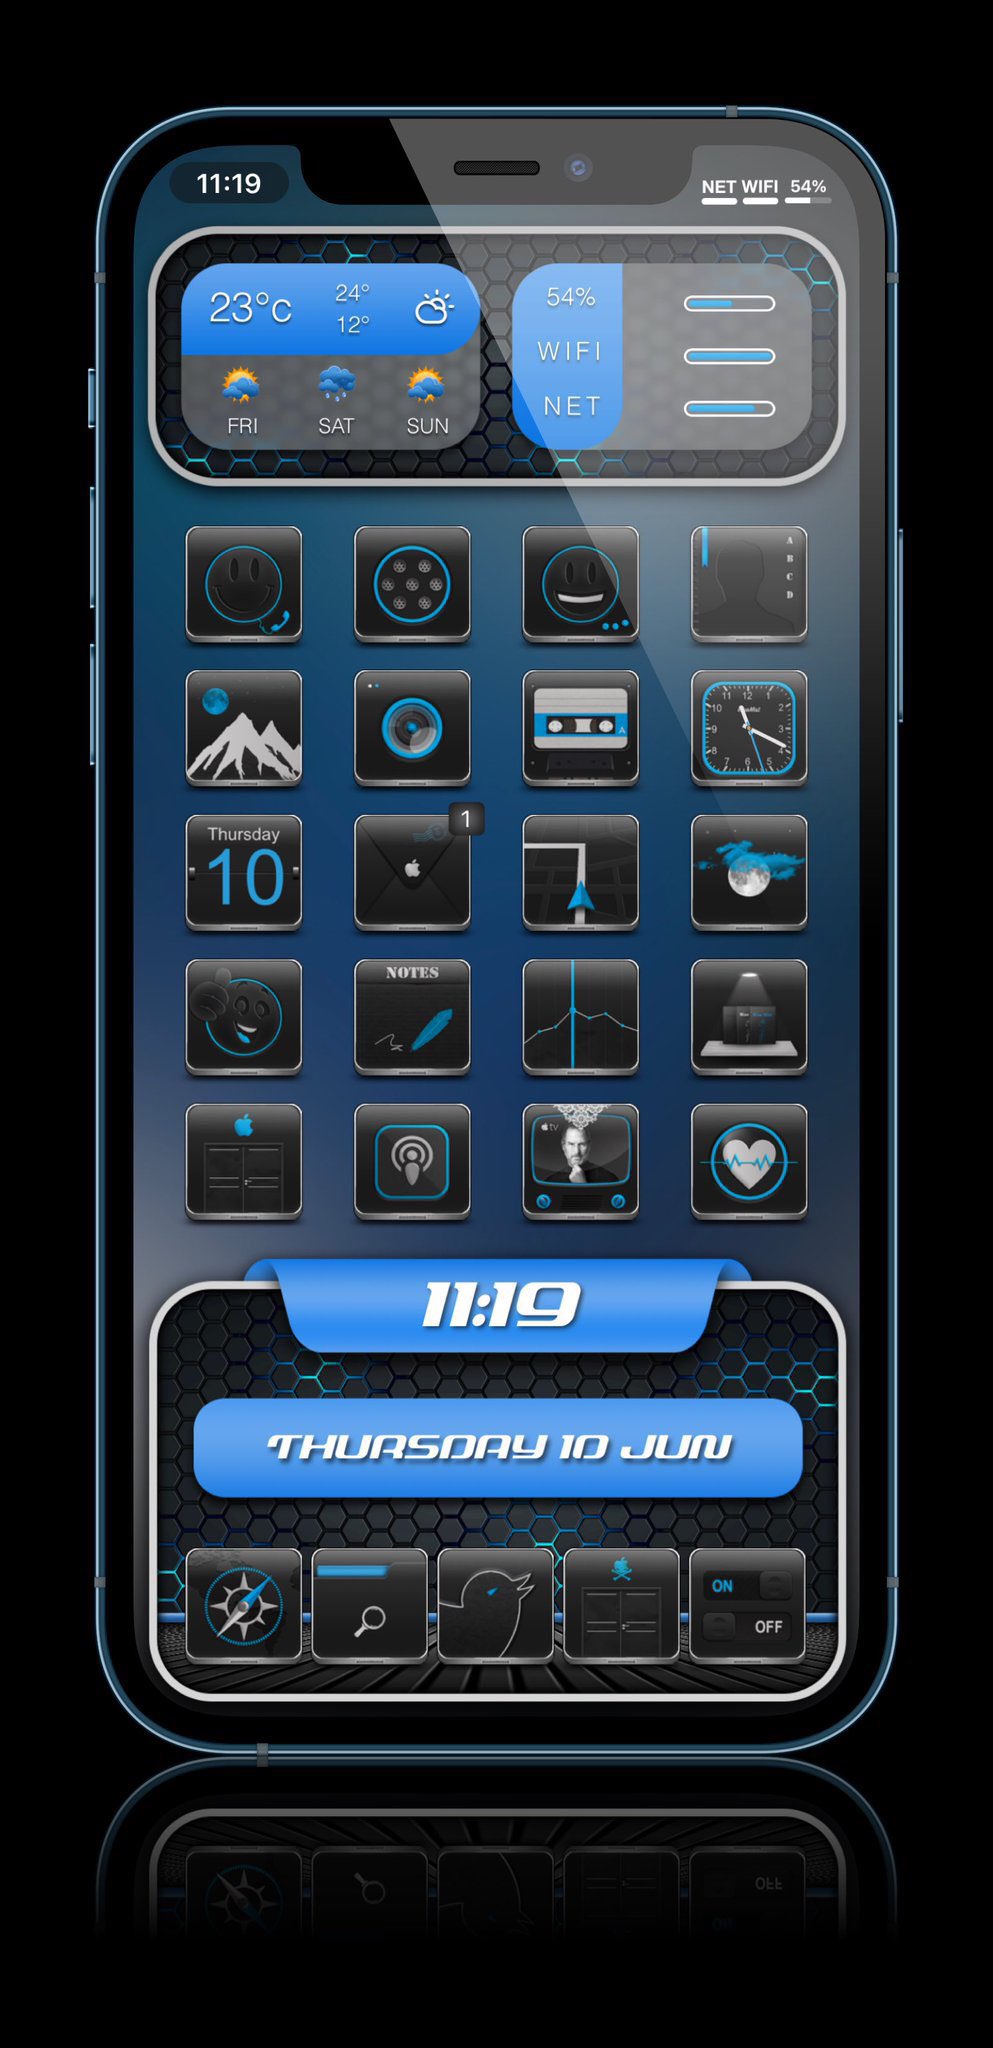 11:19
NET WIFI 54%
23°C
24°
12°
FRI SAT SUN
54%
WIFI
NET
A
B
C
D
A
11 12 1
10 2
9 3
8 4
7 6 5
Thursday
10
1
NOTES
tv
11:19
THURSDAY 10 JUN
ON
OFF